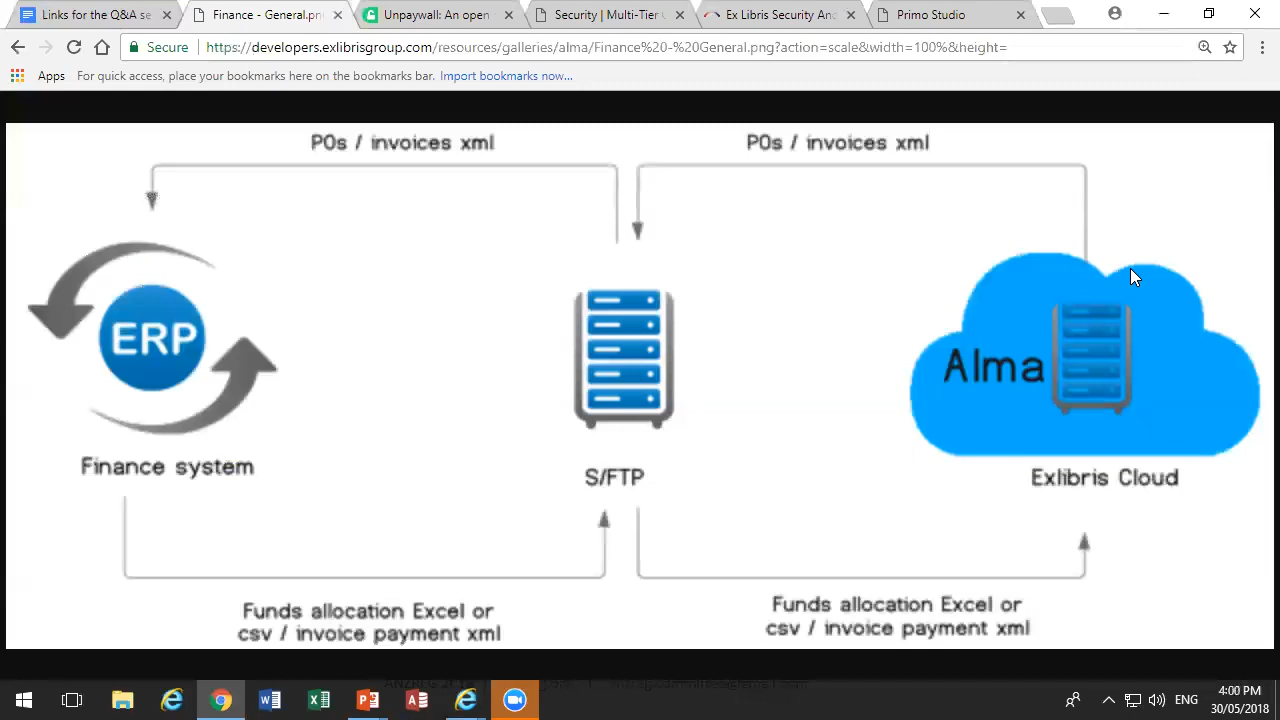 Links for the Q&A se
Finance - General.pn
Unpaywall: An open
Security | Multi-Tier
Ex Libris Security An
Primo Studio
Secure
https://developers.exlibrisgroup.com/resources/galleries/alma/Finance%20-%20General.png?action=scale&width=100%&height=
Apps
For quick access, place your bookmarks here on the bookmarks bar. Import bookmarks now...
POs / invoices xml
POs / invoices xml
ERP
Alma
Finance system
S/FTP
Exlibris Cloud
Funds allocation Excel or
csv / invoice payment xml
Funds allocation Excel or
csv / invoice payment xml
ENG
4:00 PM
30/05/2018